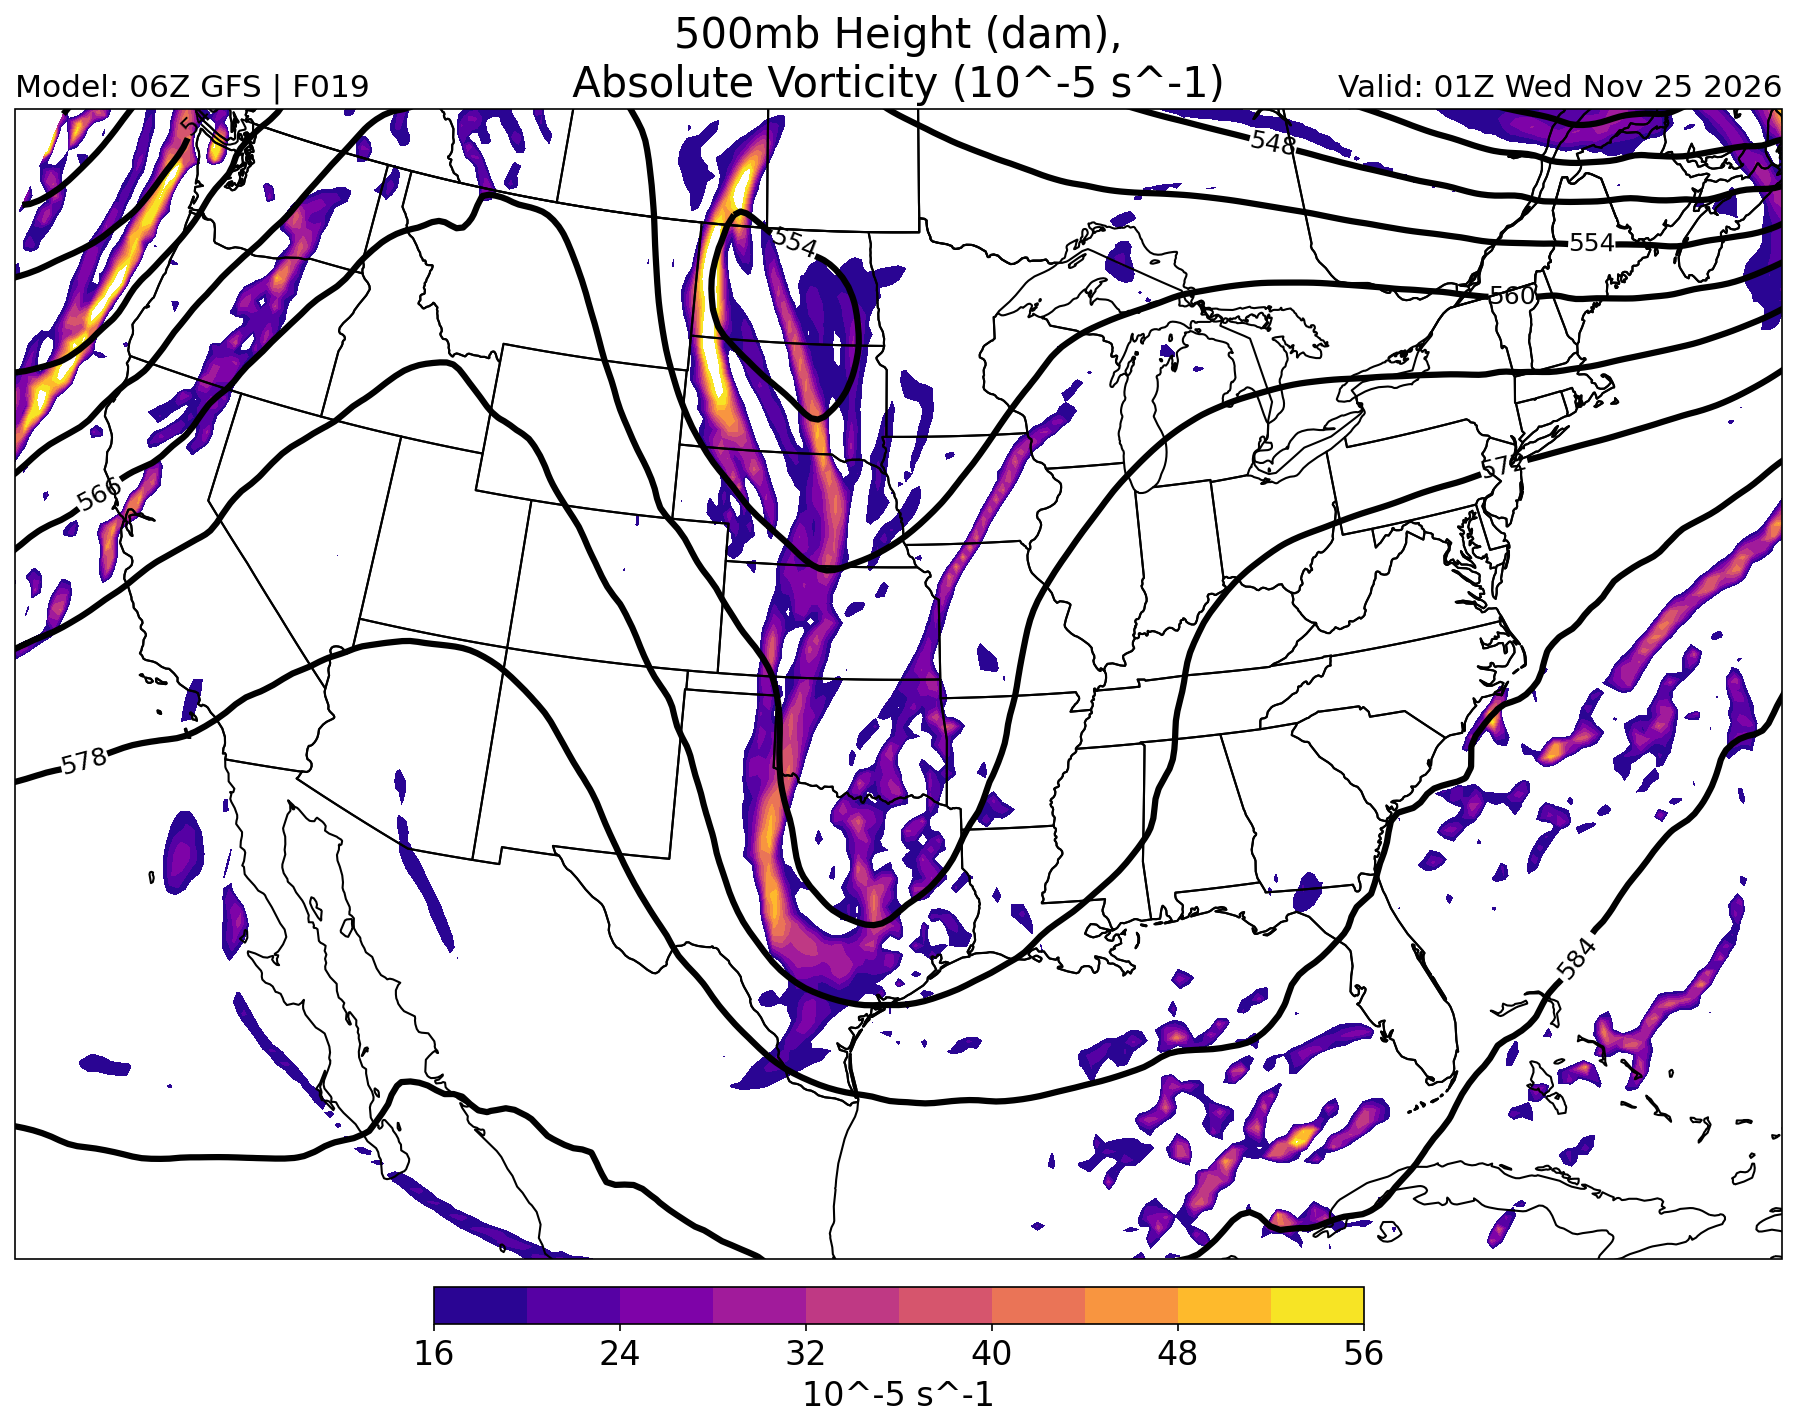 500mb Height (dam),
Absolute Vorticity (10^-5 s^-1)
Model: 06Z GFS | F019
Valid: 01Z Wed Nov 25 2026
548
554
554
560
566
572
578
584
16 24 32 40 48 56
10^-5 s^-1